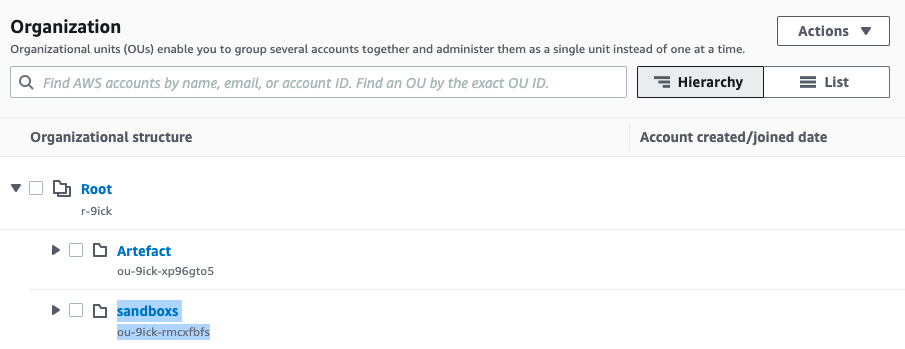 Organization
Actions
Organizational units (OUs) enable you to group several accounts together and administer them as a single unit instead of one at a time.
Find AWS accounts by name, email, or account ID. Find an OU by the exact OU ID.
Hierarchy
List
Organizational structure
Account created/joined date
Root
r-9ick
Artefact
ou-9ick-xp96gto5
sandboxs
ou-9ick-rmcxfbfs